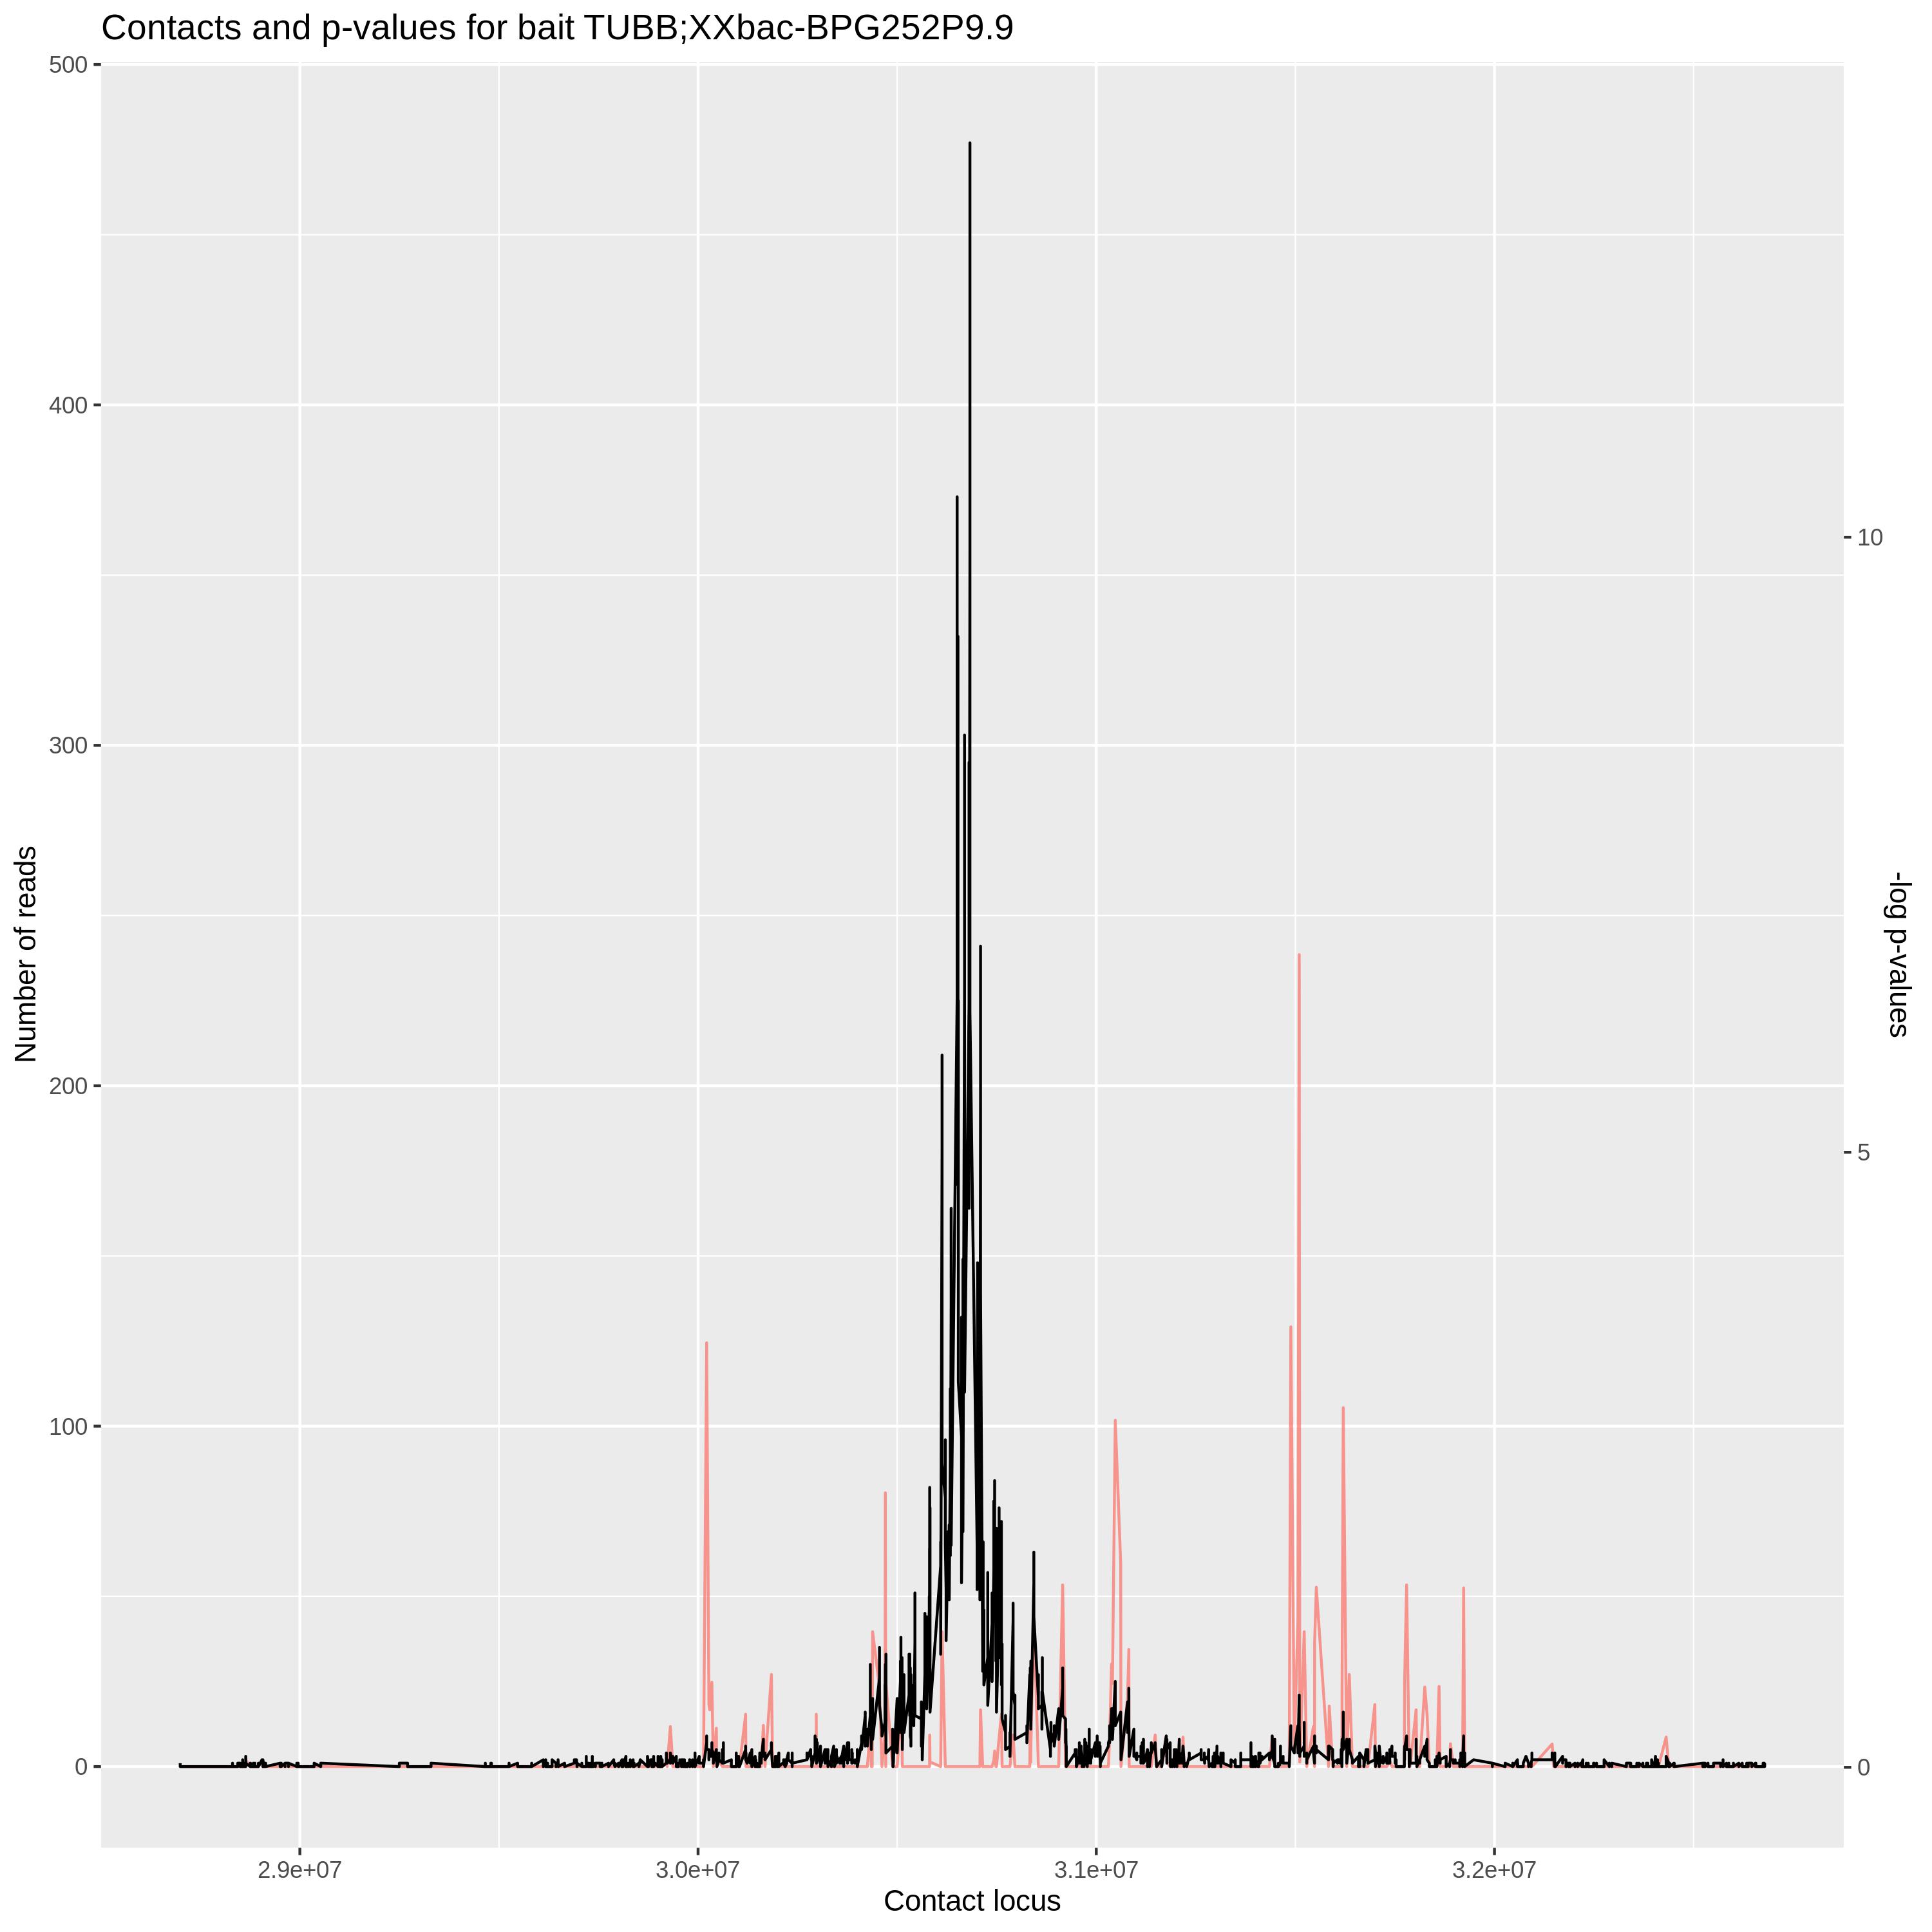 Contacts and p-values for bait TUBB;XXbac-BPG252P9.9
500
400
300
200
100
0
Number of reads
10
5
0
-log p-values
2.9e+07
3.0e+07
3.1e+07
3.2e+07
Contact locus